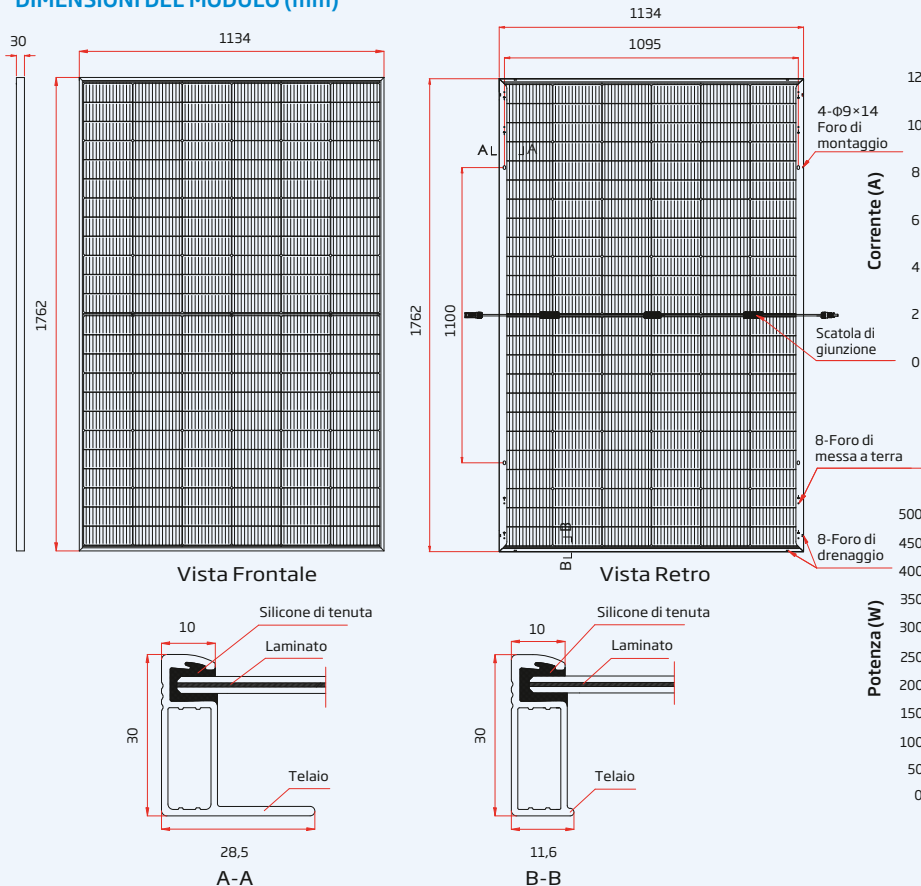 DIMENSIONI DEL MODULO (mm)
30
1134
1762
1134
1095
1762
1100
A
A
B
B
4-Φ9×14
Foro di
montaggio
Scatola di
giunzione
8-Foro di
messa a terra
8-Foro di
drenaggio
Vista Frontale
Vista Retro
Corrente (A)
12
10
8
6
4
2
0
Potenza (W)
500
450
400
350
300
250
200
150
100
50
0
10
Silicone di tenuta
Laminato
30
Telaio
28,5
A-A
10
Silicone di tenuta
Laminato
30
Telaio
11,6
B-B